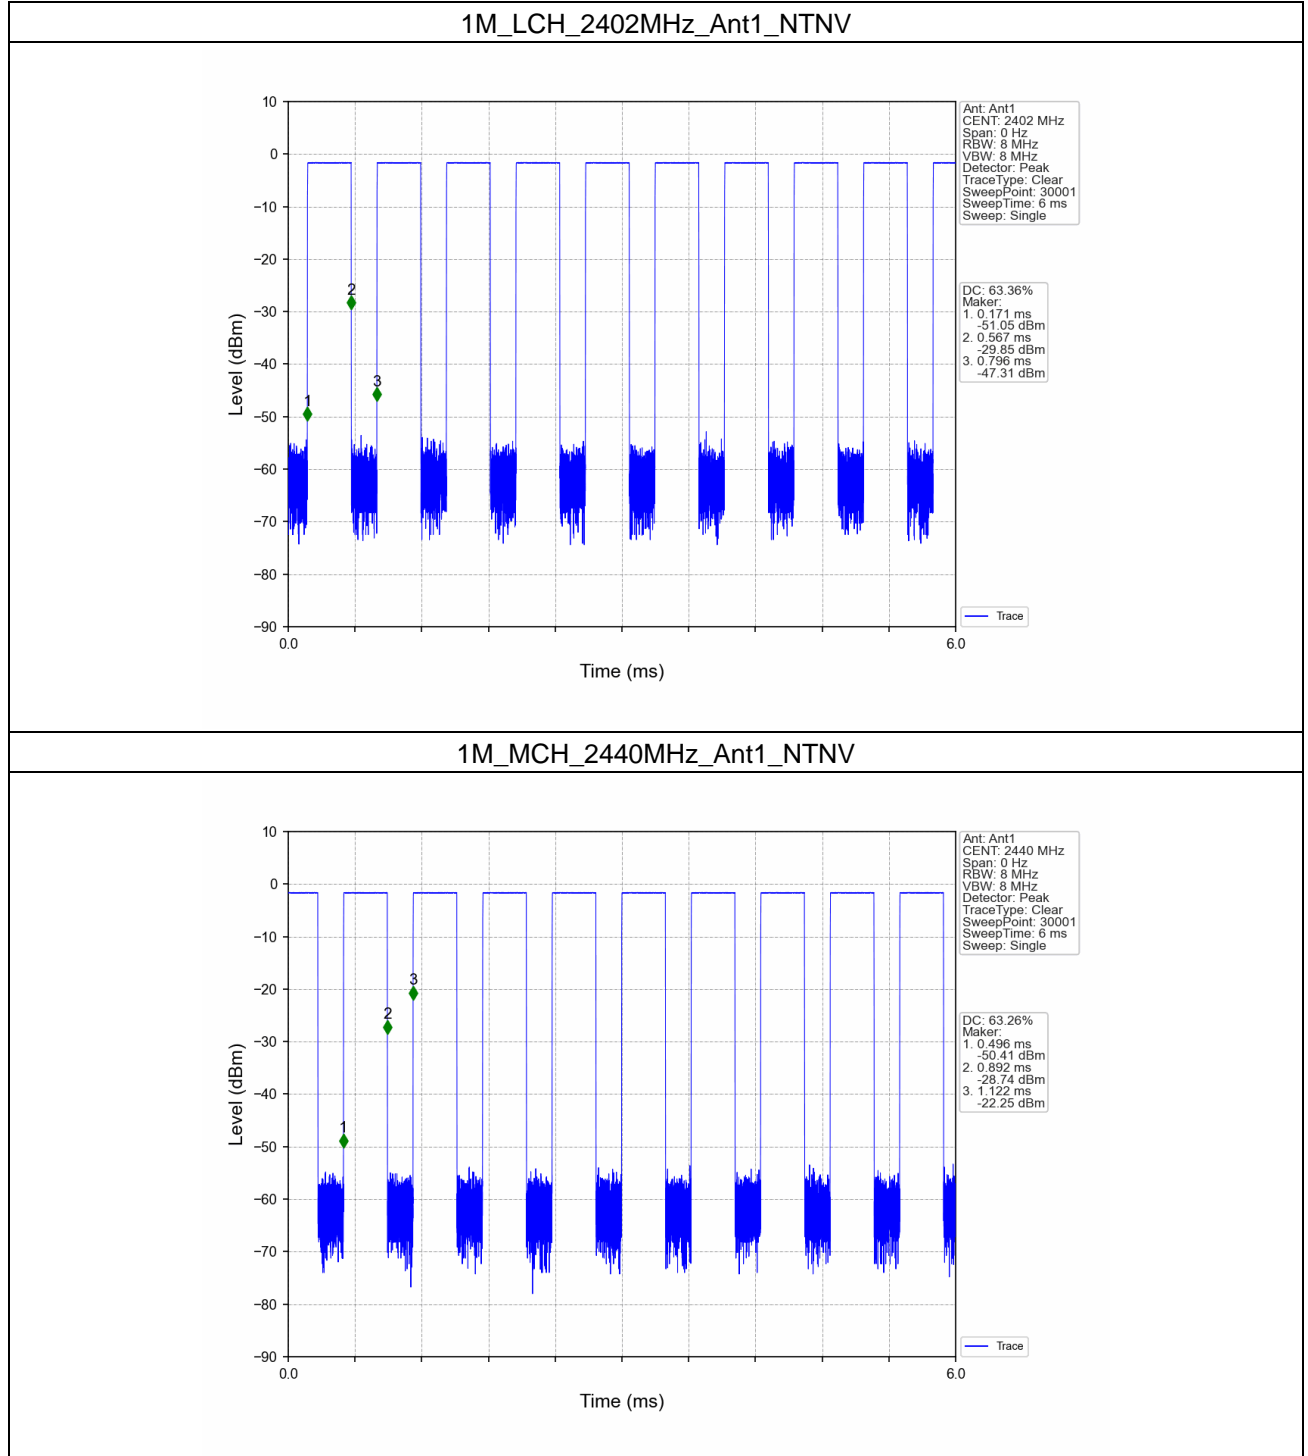 1M_LCH_2402MHz_Ant1_NTNV
10
0
−10
−20
−30
−40
−50
−60
−70
−80
−90
Level (dBm)
1
2
3
0.0
6.0
Time (ms)
Ant: Ant1
CENT: 2402 MHz
Span: 0 Hz
RBW: 8 MHz
VBW: 8 MHz
Detector: Peak
TraceType: Clear
SweepPoint: 30001
SweepTime: 6 ms
Sweep: Single
DC: 63.36%
Maker:
1. 0.171 ms
-51.05 dBm
2. 0.567 ms
-29.85 dBm
3. 0.796 ms
-47.31 dBm
Trace
1M_MCH_2440MHz_Ant1_NTNV
10
0
−10
−20
−30
−40
−50
−60
−70
−80
−90
Level (dBm)
1
2
3
0.0
6.0
Time (ms)
Ant: Ant1
CENT: 2440 MHz
Span: 0 Hz
RBW: 8 MHz
VBW: 8 MHz
Detector: Peak
TraceType: Clear
SweepPoint: 30001
SweepTime: 6 ms
Sweep: Single
DC: 63.26%
Maker:
1. 0.496 ms
-50.41 dBm
2. 0.892 ms
-28.74 dBm
3. 1.122 ms
-22.25 dBm
Trace